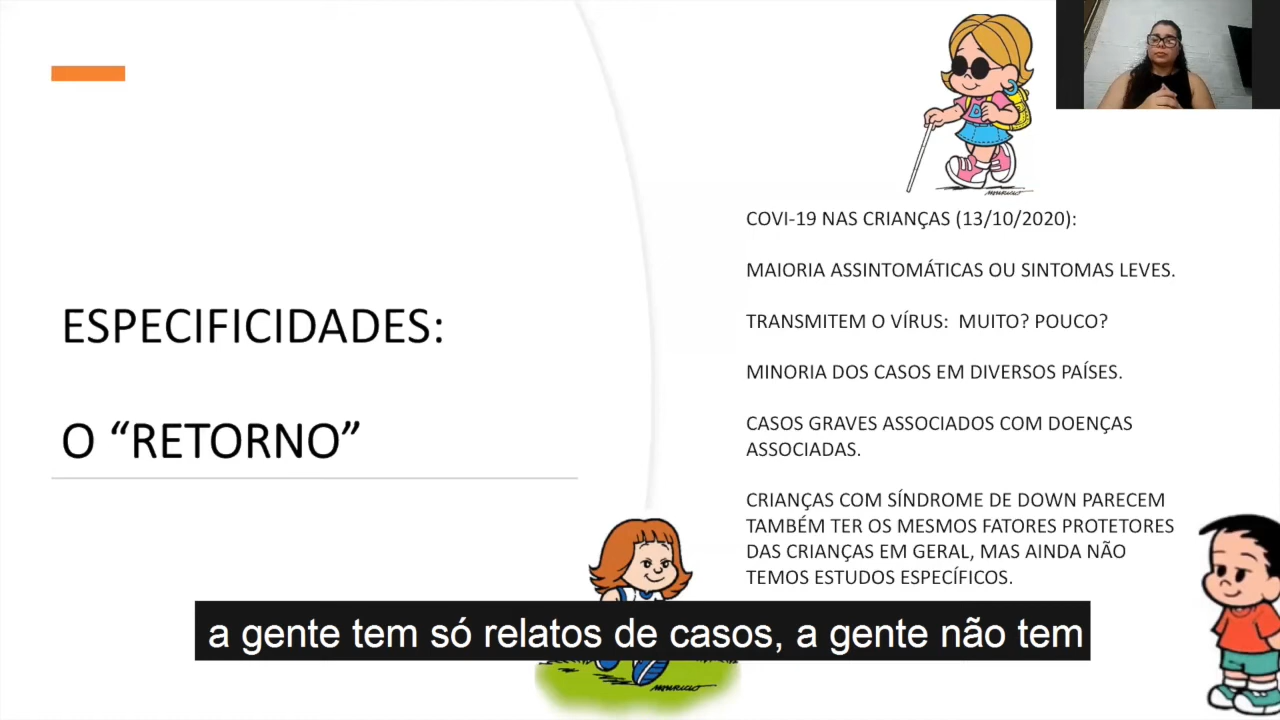 ESPECIFICIDADES:
O “RETORNO”
COVI-19 NAS CRIANÇAS (13/10/2020):
MAIORIA ASSINTOMÁTICAS OU SINTOMAS LEVES.
TRANSMITEM O VÍRUS: MUITO? POUCO?
MINORIA DOS CASOS EM DIVERSOS PAÍSES.
CASOS GRAVES ASSOCIADOS COM DOENÇAS
ASSOCIADAS.
CRIANÇAS COM SÍNDROME DE DOWN PARECEM
TAMBÉM TER OS MESMOS FATORES PROTETORES
DAS CRIANÇAS EM GERAL, MAS AINDA NÃO
TEMOS ESTUDOS ESPECÍFICOS.
a gente tem só relatos de casos, a gente não tem
MAURICIO
MAURICIO